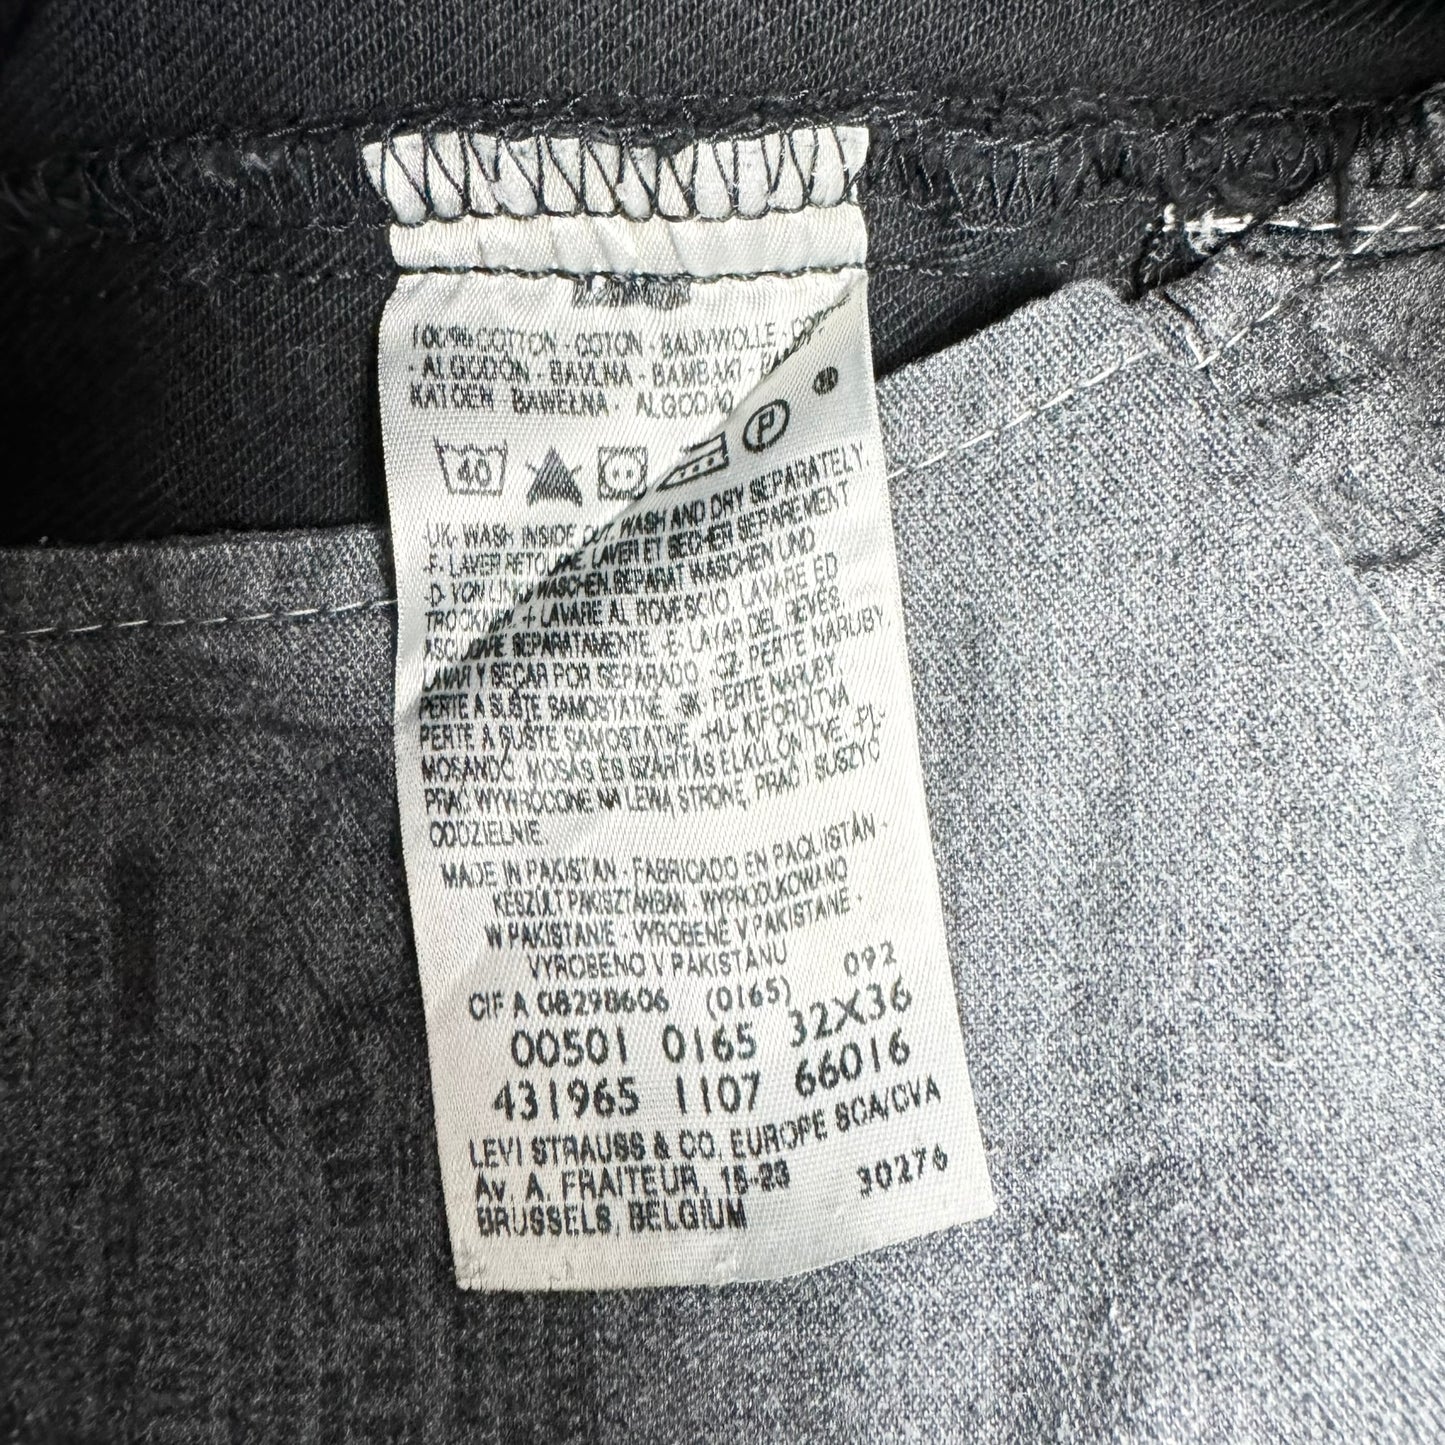 100% COTTON - COTON - BAUMWOLLE -
- ALGODÓN - BAVLNA - BAMBAKI -
KATOEN BAWEŁNA - ALGODÃO
40 P
-UK- WASH INSIDE OUT. WASH AND DRY SEPARATELY.
-F- LAVER RETOURNE. LAVER ET SECHER SEPAREMENT
-D- VON LINKS WASCHEN. SEPARAT WASCHEN UND
TROCKNEN. -I- LAVARE AL ROVESCIO. LAVARE ED
ASCIUGARE SEPARATAMENTE. -E- LAVAR DEL REVÉS.
LAVAR Y SECAR POR SEPARADO. -CZ- PERTE NARUBY.
PERTE A SUŠTE SAMOSTATNE. -SK- PERTE NARUBY.
PERTE A SUŠTE SAMOSTATNE. -HU- KIFORDÍTVA
MOSANDÓ. MOSÁS ÉS SZÁRÍTÁS ELKÜLÖNÍTVE. -PL-
PRAĆ WYWRÓCONE NA LEWĄ STRONĘ, PRAĆ I SUSZYĆ
ODDZIELNIE.
MADE IN PAKISTAN - FABRICADO EN PAQUISTÁN -
KÉSZÜLT PAKISZTÁNBAN - WYPRODUKOWANO
W PAKISTANIE - VYROBENÉ V PAKISTANE -
VYROBENO V PAKISTÁNU 092
CIF A 08298606 (0165)
00501 0165 32X36
431965 1107 66016
LEVI STRAUSS & CO. EUROPE SCA/CVA
Av. A. FRAITEUR, 15-23 30276
BRUSSELS, BELGIUM